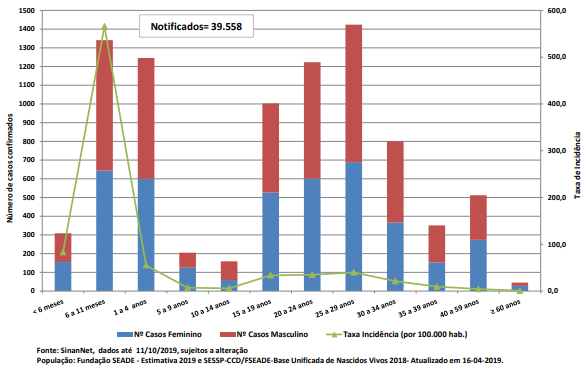 Notificados= 39.558
Número de casos confirmados
1500
1400
1300
1200
1100
1000
900
800
700
600
500
400
300
200
100
0
600,0
500,0
400,0
300,0
200,0
100,0
0,0
Taxa de Incidência
< 6 meses
6 a 11 meses
1 a 4 anos
5 a 9 anos
10 a 14 anos
15 a 19 anos
20 a 24 anos
25 a 29 anos
30 a 34 anos
35 a 39 anos
40 a 59 anos
≥ 60 anos
Nº Casos Feminino
Nº Casos Masculino
Taxa Incidência (por 100.000 hab.)
Fonte: SinanNet, dados até 11/10/2019, sujeitos a alteração
População: Fundação SEADE - Estimativa 2019 e SESSP-CCD/FSEADE-Base Unificada de Nascidos Vivos 2018- Atualizado em 16-04-2019.